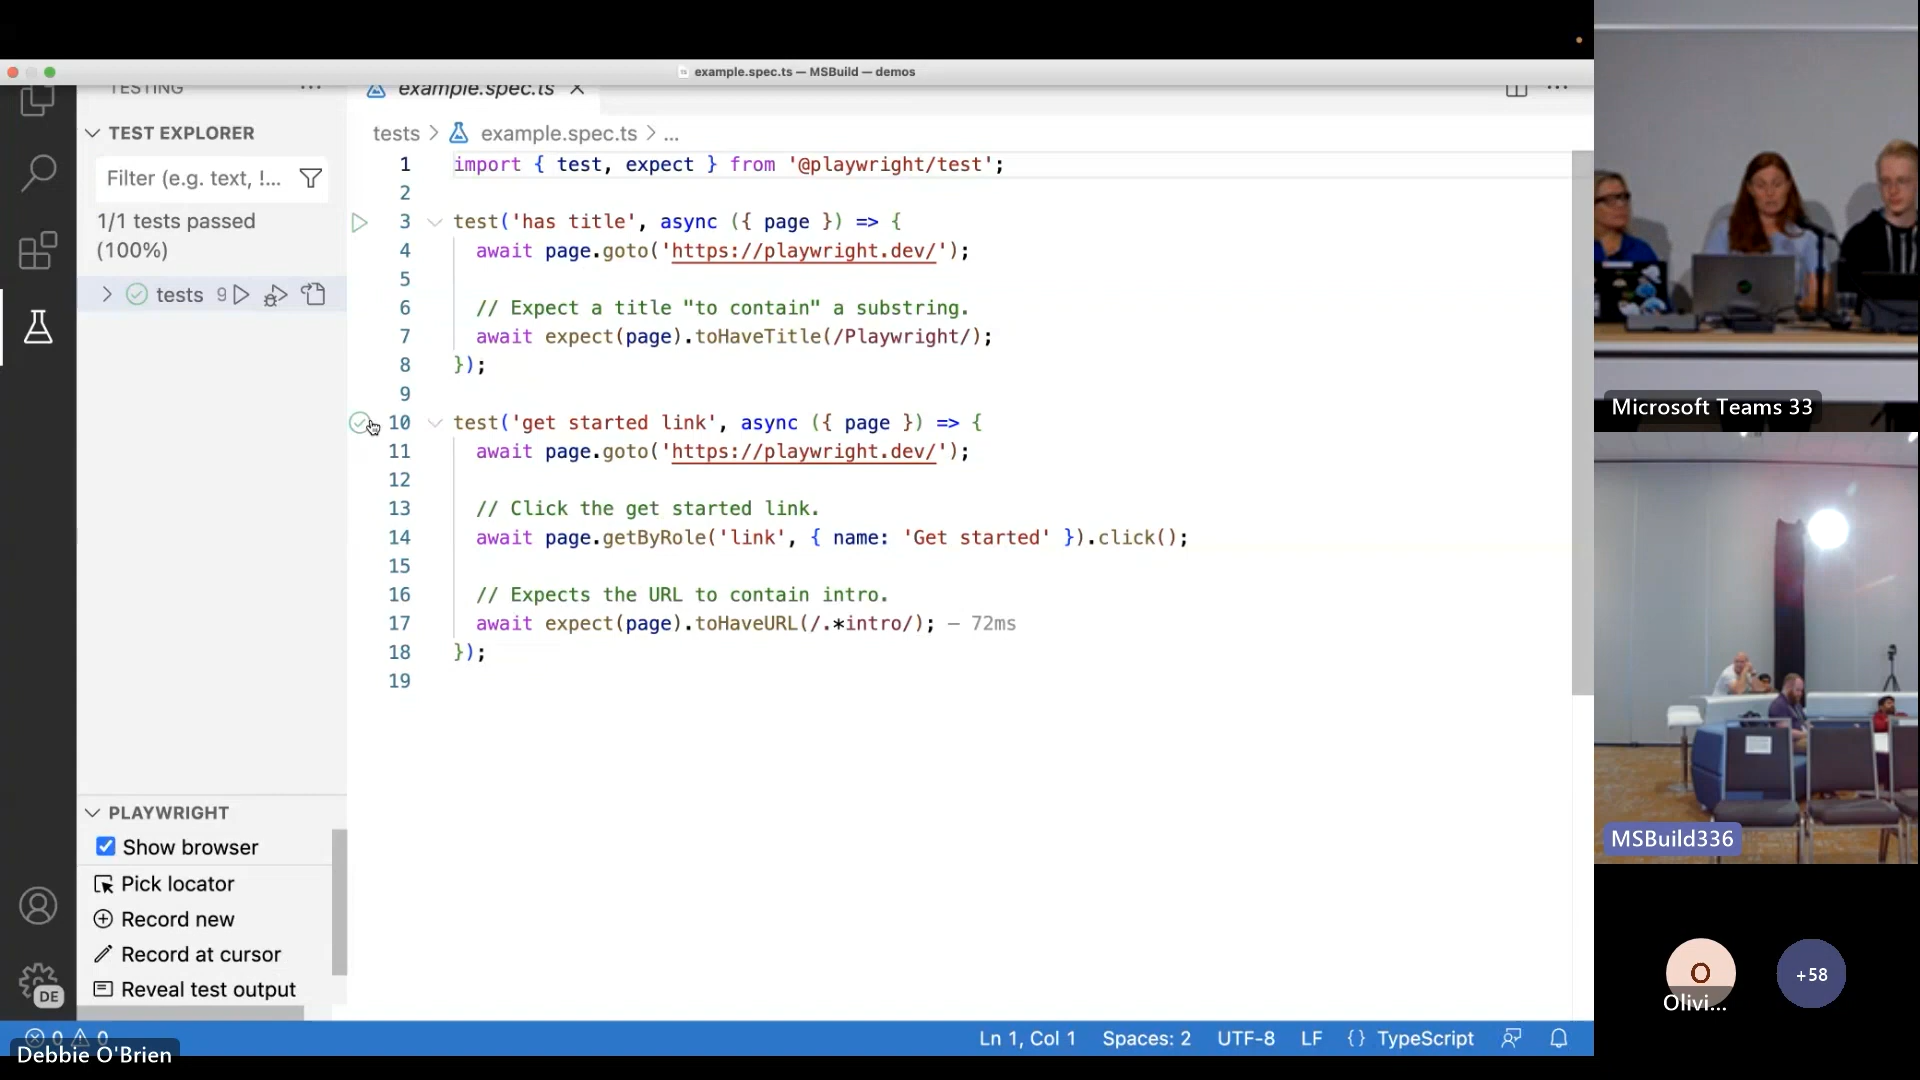 example.spec.ts — MSBuild — demos
TESTING
example.spec.ts
TEST EXPLORER
tests > example.spec.ts > ...
Filter (e.g. text, !...
1/1 tests passed
(100%)
tests 9
1 import { test, expect } from '@playwright/test';
2
3 test('has title', async ({ page }) => {
4 await page.goto('https://playwright.dev/');
5
6 // Expect a title "to contain" a substring.
7 await expect(page).toHaveTitle(/Playwright/);
8 });
9
10 test('get started link', async ({ page }) => {
11 await page.goto('https://playwright.dev/');
12
13 // Click the get started link.
14 await page.getByRole('link', { name: 'Get started' }).click();
15
16 // Expects the URL to contain intro.
17 await expect(page).toHaveURL(/.*intro/); — 72ms
18 });
19
PLAYWRIGHT
Show browser
Pick locator
Record new
Record at cursor
Reveal test output
DE
0 0
Ln 1, Col 1 Spaces: 2 UTF-8 LF {} TypeScript
Debbie O'Brien
Microsoft Teams 33
MSBuild336
O
Olivi...
+58